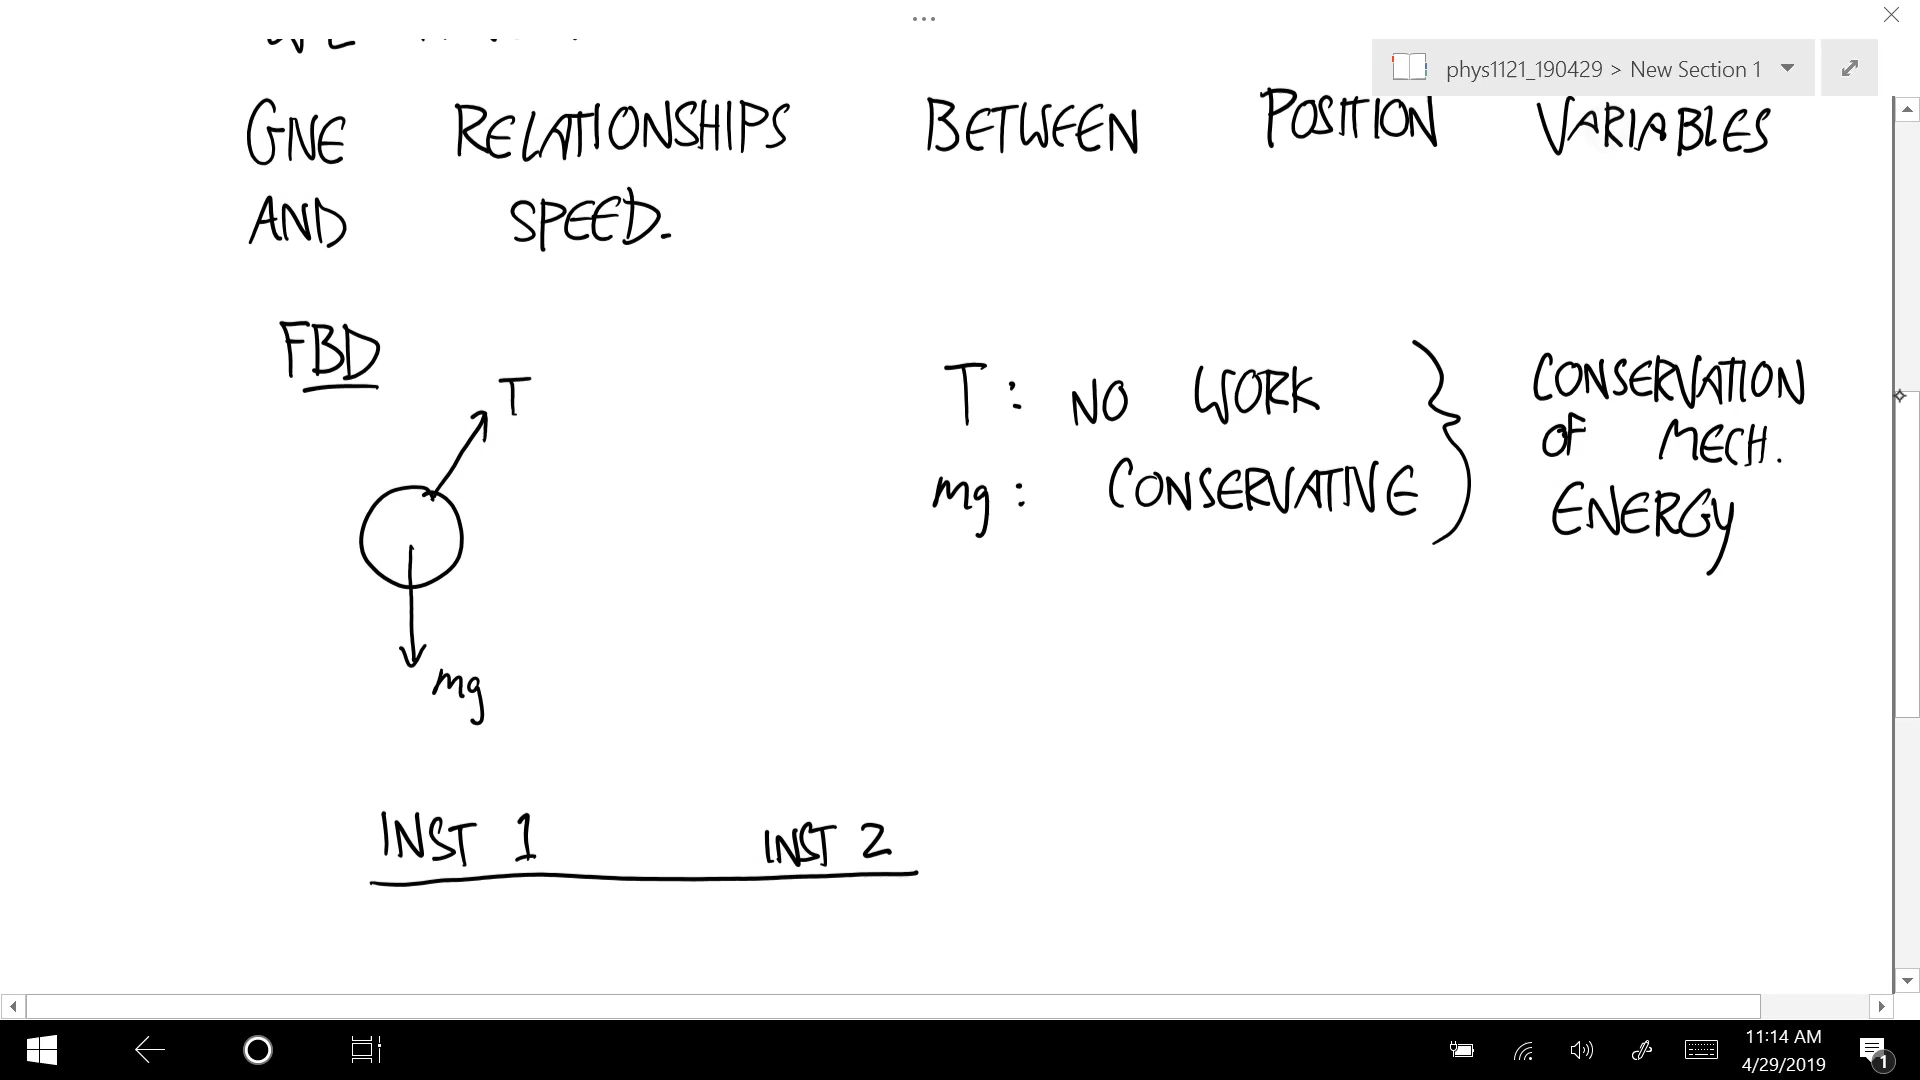 phys1121_190429 > New Section 1
GIVE RELATIONSHIPS BETWEEN POSITION VARIABLES
AND SPEED.
FBD
T
mg
T: NO WORK
mg: CONSERVATIVE
CONSERVATION
OF MECH.
ENERGY
INST 1 INST 2
11:14 AM
4/29/2019
1